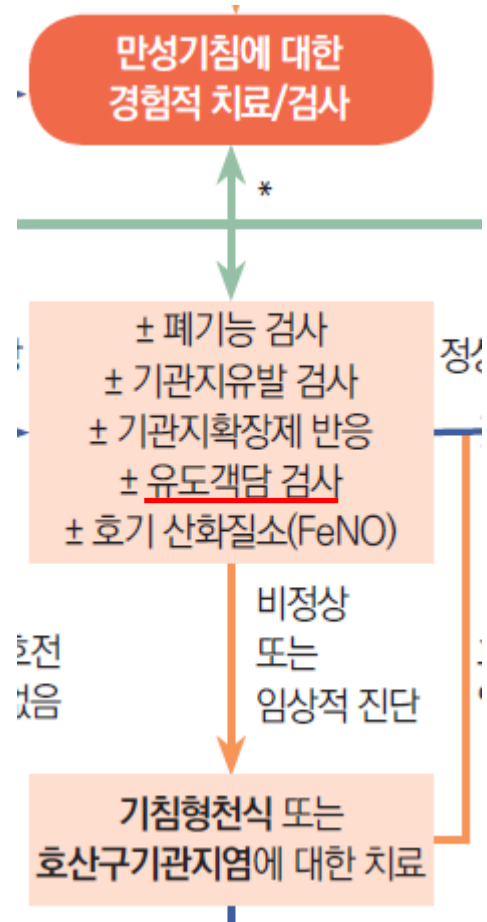 만성기침에 대한
경험적 치료/검사
*
± 폐기능 검사
± 기관지유발 검사
± 기관지확장제 반응
± 유도객담 검사
± 호기 산화질소(FeNO)
비정상
또는
임상적 진단
호전
없음
기침형천식 또는
호산구기관지염에 대한 치료